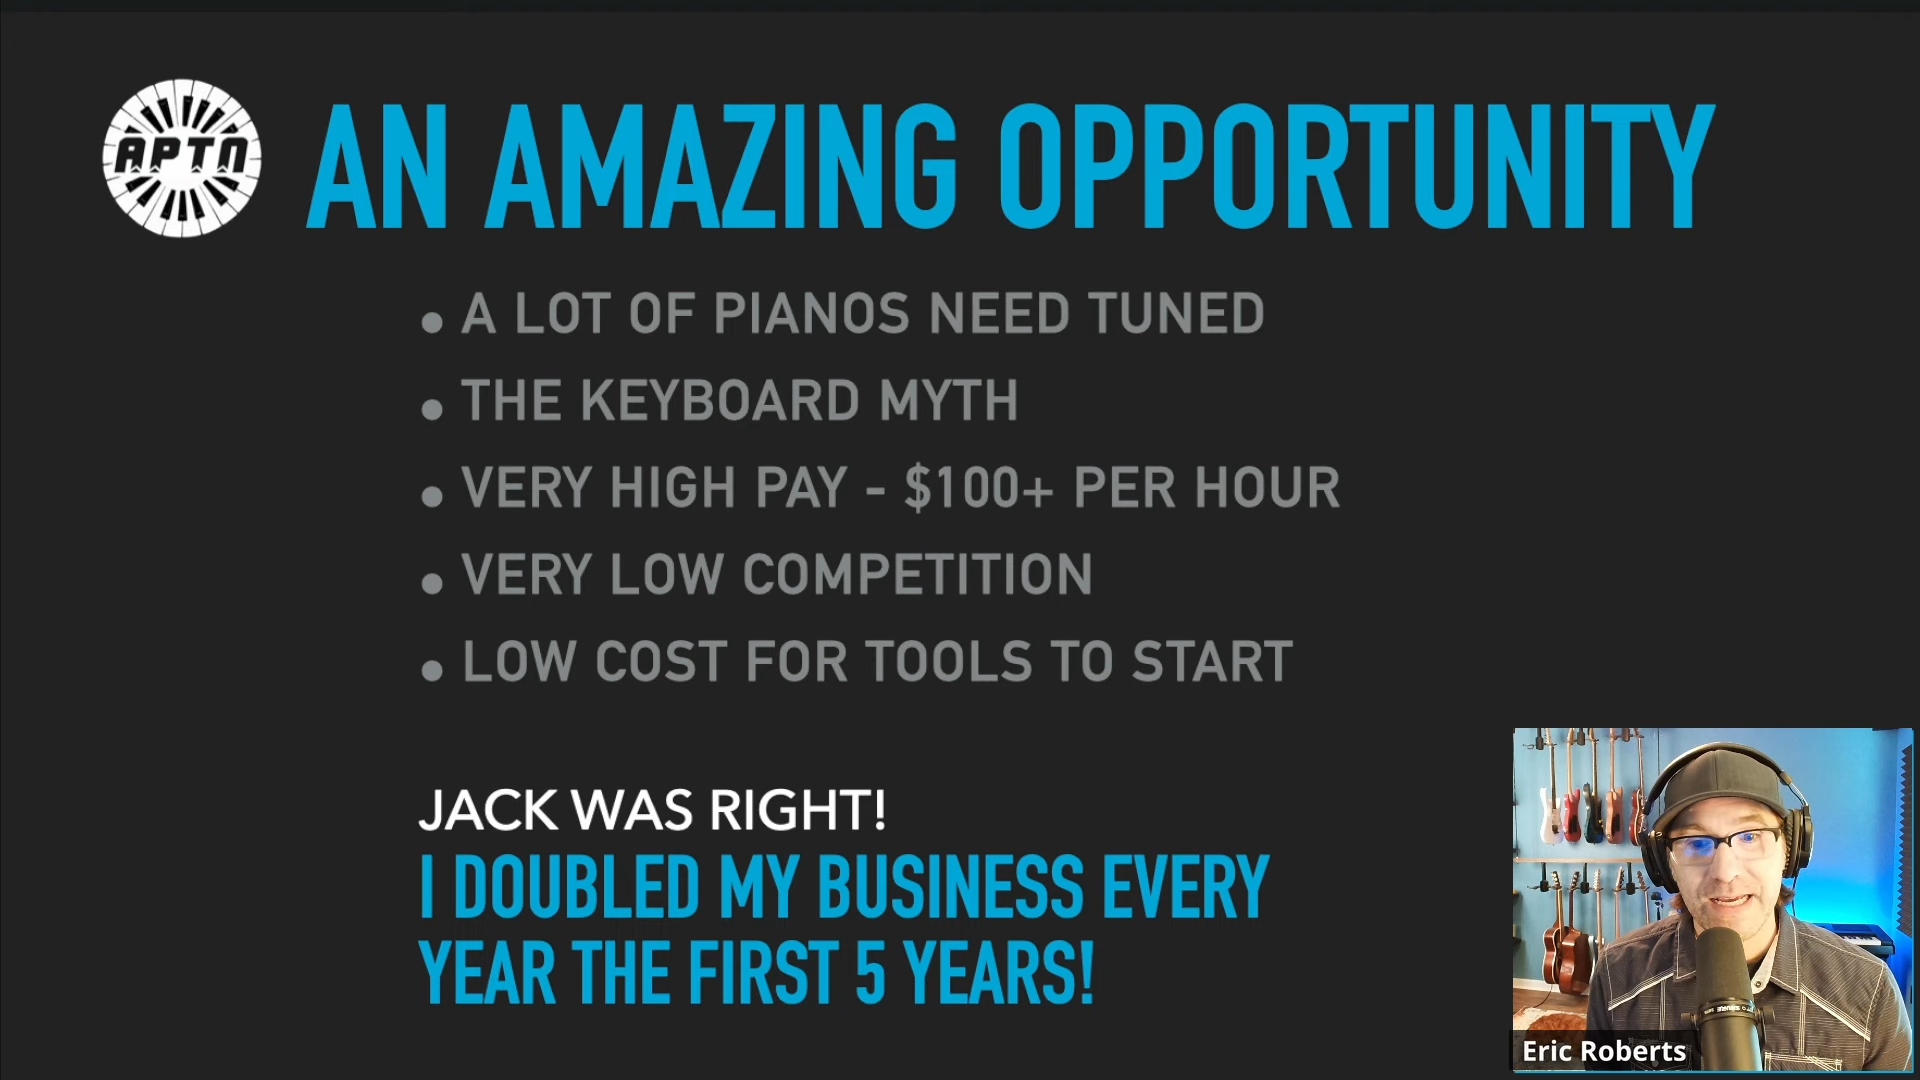 APTN
AN AMAZING OPPORTUNITY
• A LOT OF PIANOS NEED TUNED
• THE KEYBOARD MYTH
• VERY HIGH PAY - $100+ PER HOUR
• VERY LOW COMPETITION
• LOW COST FOR TOOLS TO START
JACK WAS RIGHT!
I DOUBLED MY BUSINESS EVERY
YEAR THE FIRST 5 YEARS!
Eric Roberts